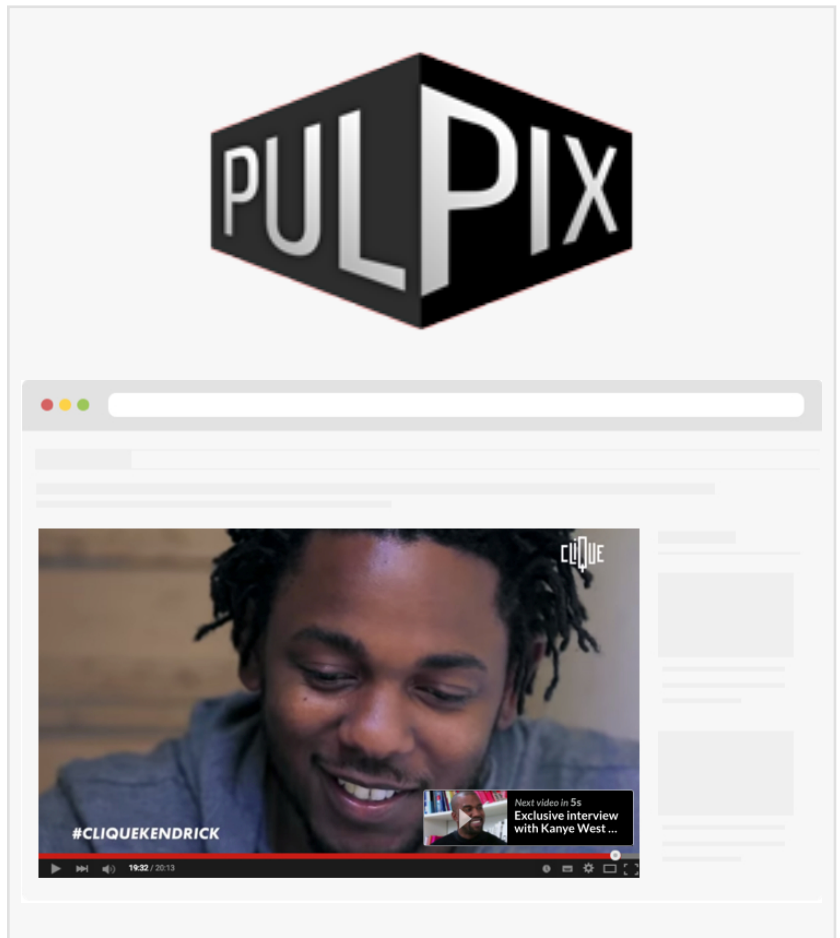 PULPIX
CLIQUE
Next video in 5s
Exclusive interview
with Kanye West ...
#CLIQUEKENDRICK
19:32 / 20:13